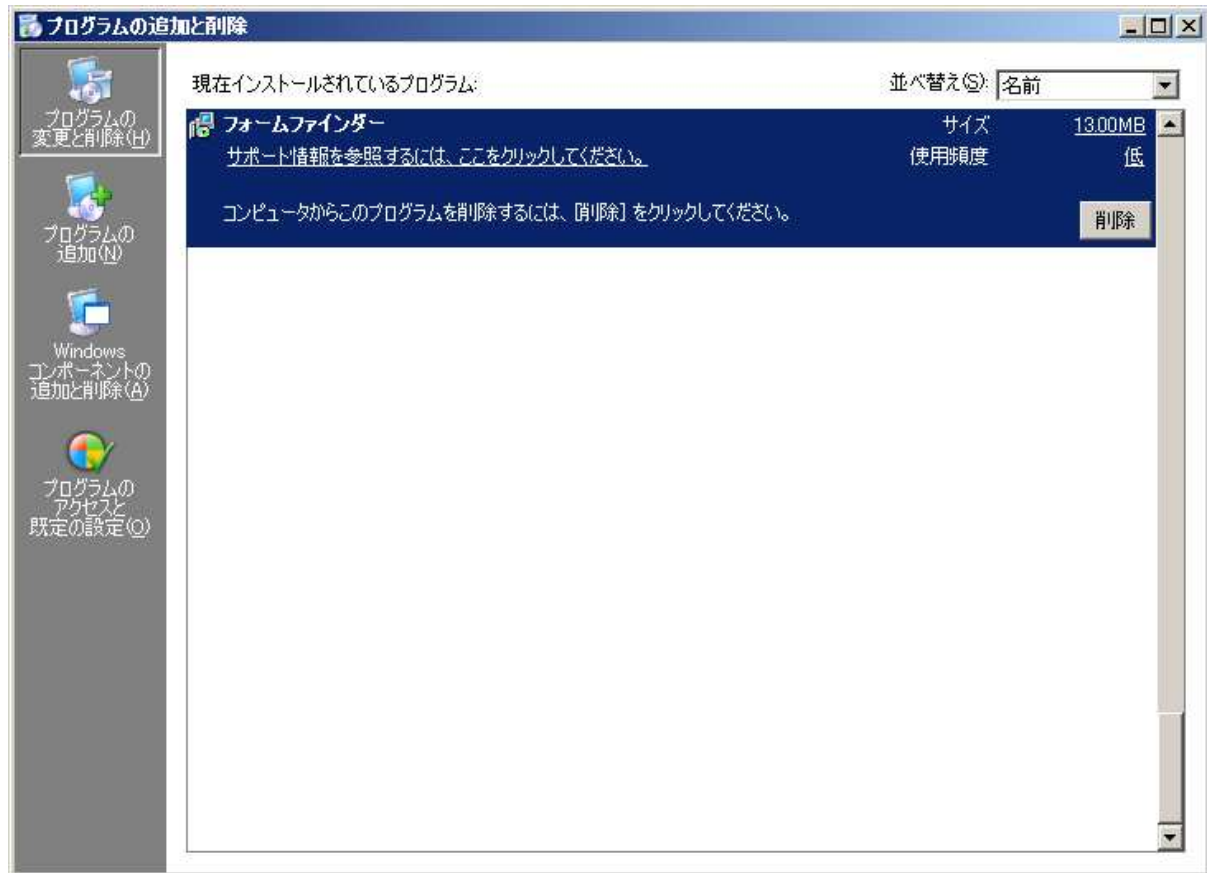 プログラムの追加と削除
プログラムの
変更と削除(H)
プログラムの
追加(N)
Windows
コンポーネントの
追加と削除(A)
プログラムの
アクセスと
既定の設定(O)
現在インストールされているプログラム:
並べ替え(S): 名前
フォームファインダー
サイズ 13.00MB
サポート情報を参照するには、ここをクリックしてください。
使用頻度 低
コンピュータからこのプログラムを削除するには、[削除] をクリックしてください。
削除